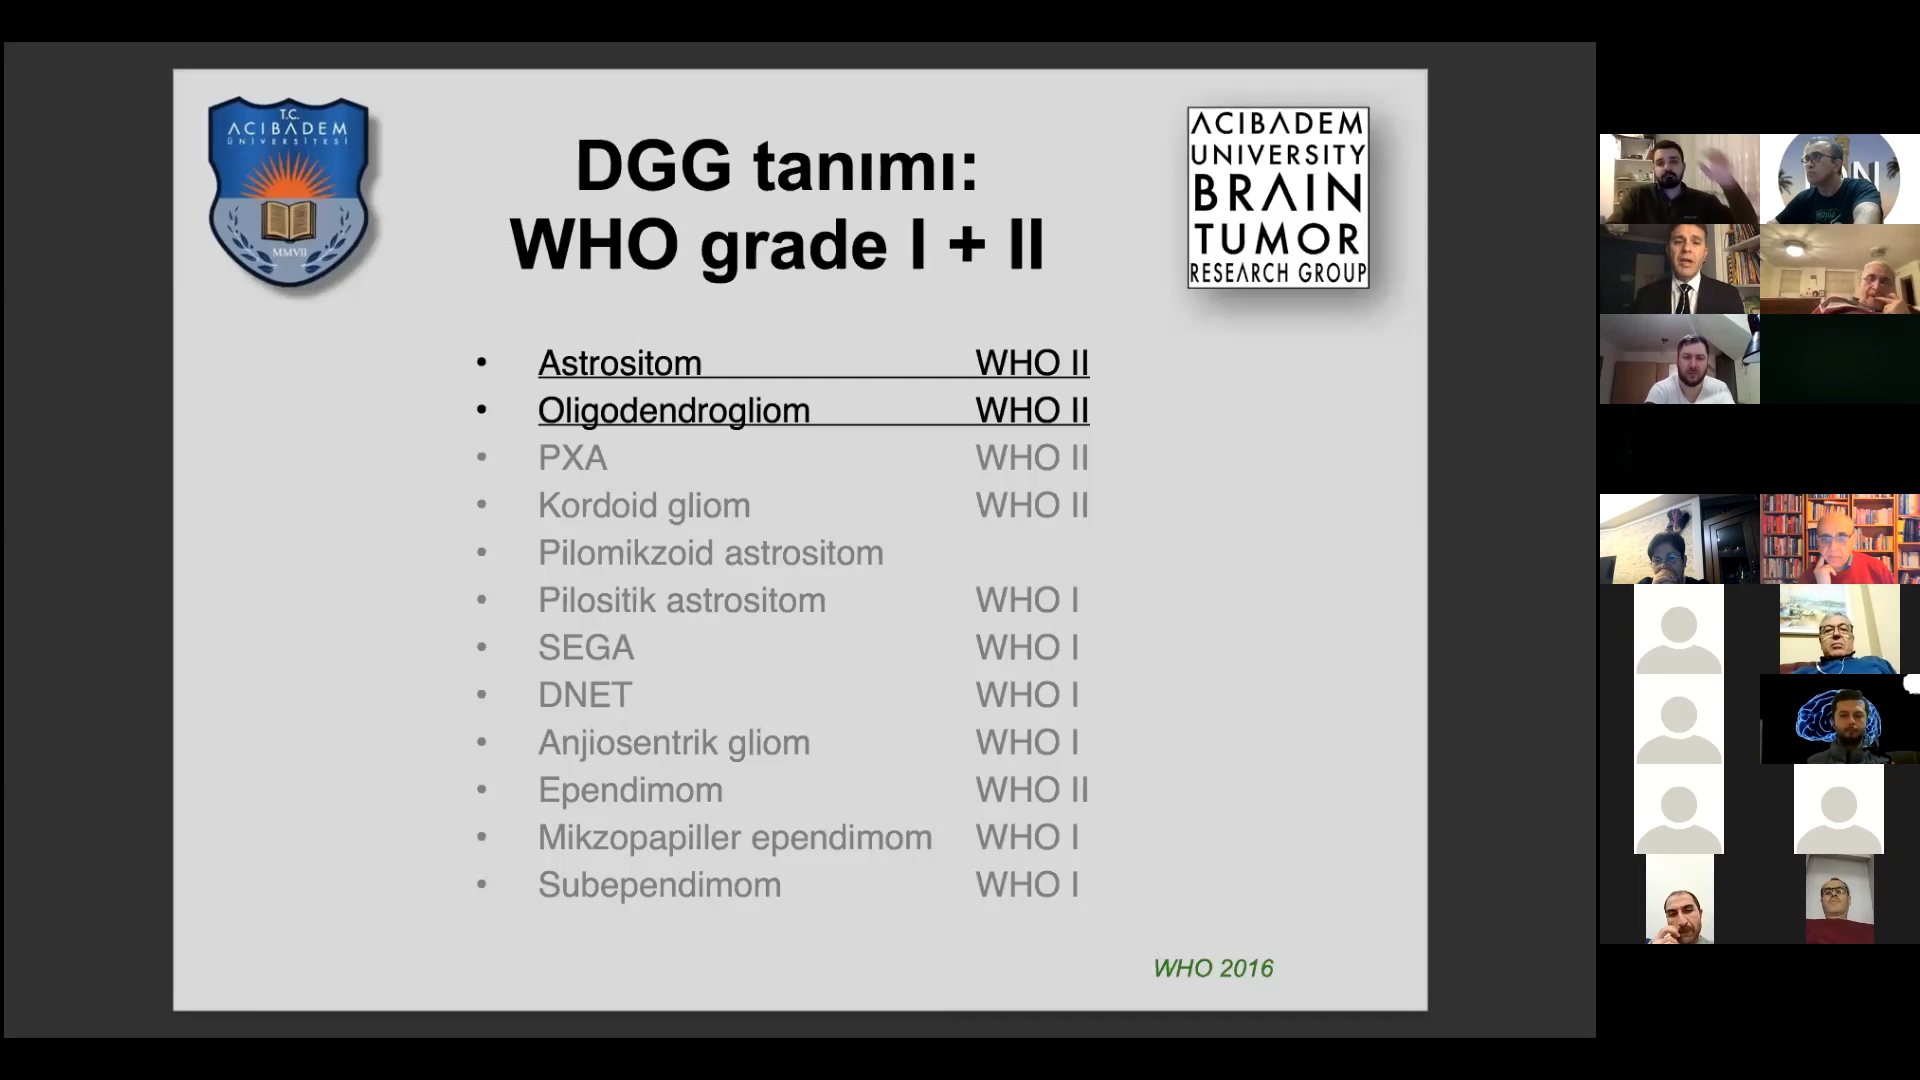 T.C.
ACIBADEM
ÜNİVERSİTESİ
MMVII
DGG tanımı:
WHO grade I + II
ACIBADEM
UNIVERSITY
BRAIN
TUMOR
RESEARCH GROUP
• Astrositom WHO II
• Oligodendrogliom WHO II
• PXA WHO II
• Kordoid gliom WHO II
• Pilomikzoid astrositom
• Pilositik astrositom WHO I
• SEGA WHO I
• DNET WHO I
• Anjiosentrik gliom WHO I
• Ependimom WHO II
• Mikzopapiller ependimom WHO I
• Subependimom WHO I
WHO 2016